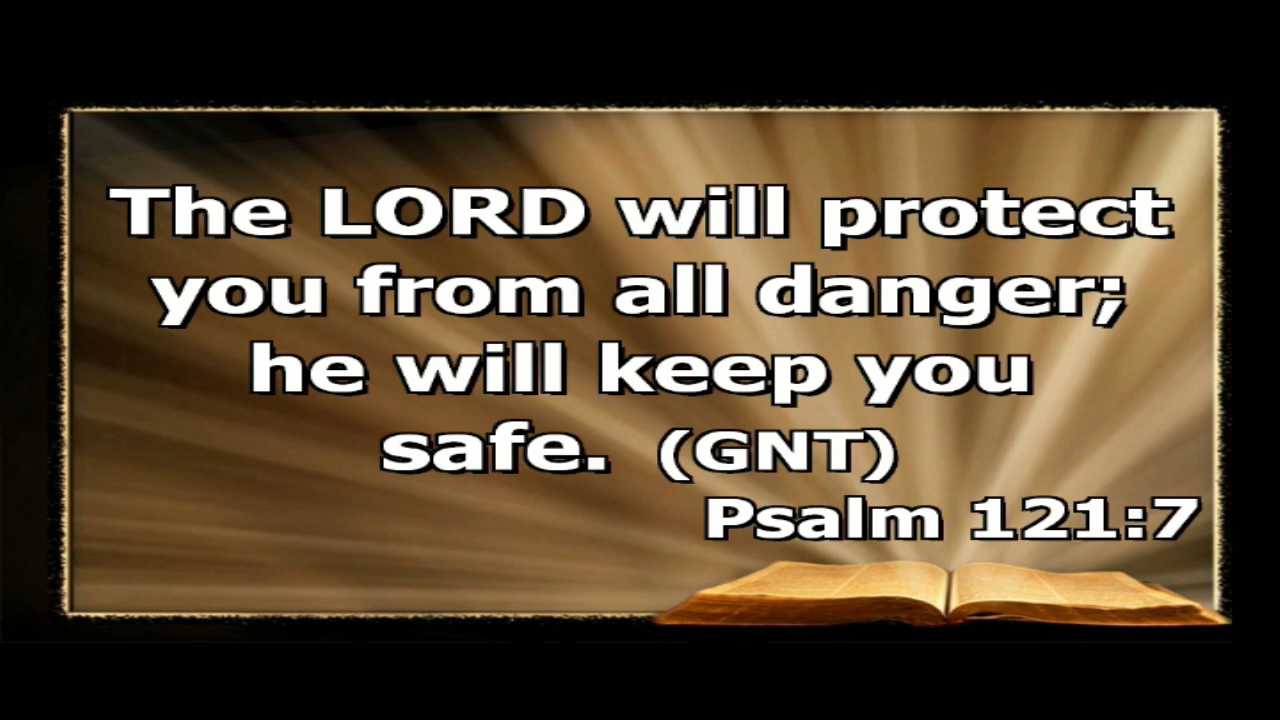 The LORD will protect
you from all danger;
he will keep you
safe. (GNT)
Psalm 121:7